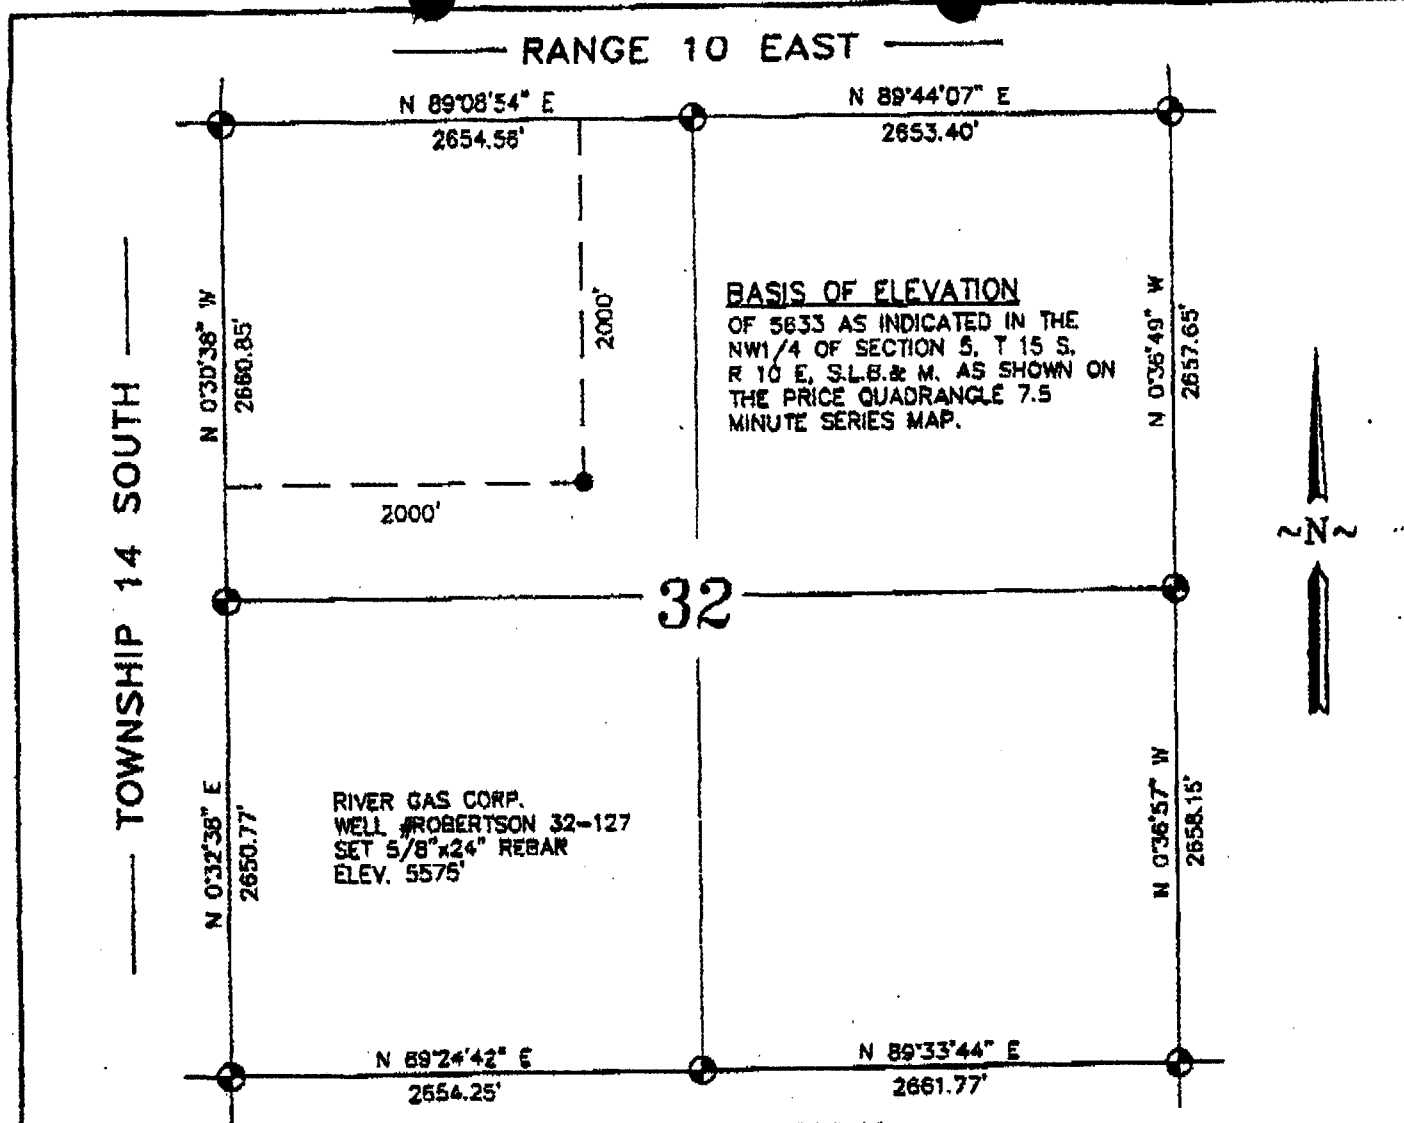 RANGE 10 EAST
N 89°08'54" E
2654.56'
N 89°44'07" E
2653.40'
2000'
2000'
N 0°30'38" W
2660.85'
BASIS OF ELEVATION
OF 5633 AS INDICATED IN THE
NW1/4 OF SECTION 5, T 15 S,
R 10 E, S.L.B.& M. AS SHOWN ON
THE PRICE QUADRANGLE 7.5
MINUTE SERIES MAP.
N 0°36'49" W
2657.65'
~N~
TOWNSHIP 14 SOUTH
32
N 0°32'38" E
2650.77'
RIVER GAS CORP.
WELL #ROBERTSON 32-127
SET 5/8"x24" REBAR
ELEV. 5575'
N 0°36'57" W
2658.15'
N 89°24'42" E
2654.25'
N 89°33'44" E
2661.77'